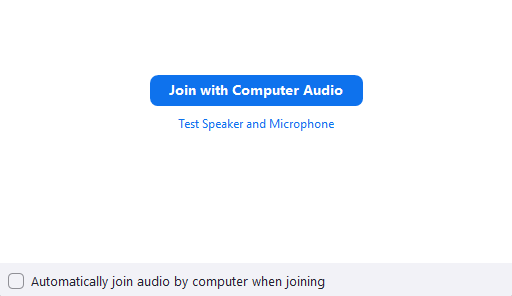 Join with Computer Audio
Test Speaker and Microphone
Automatically join audio by computer when joining